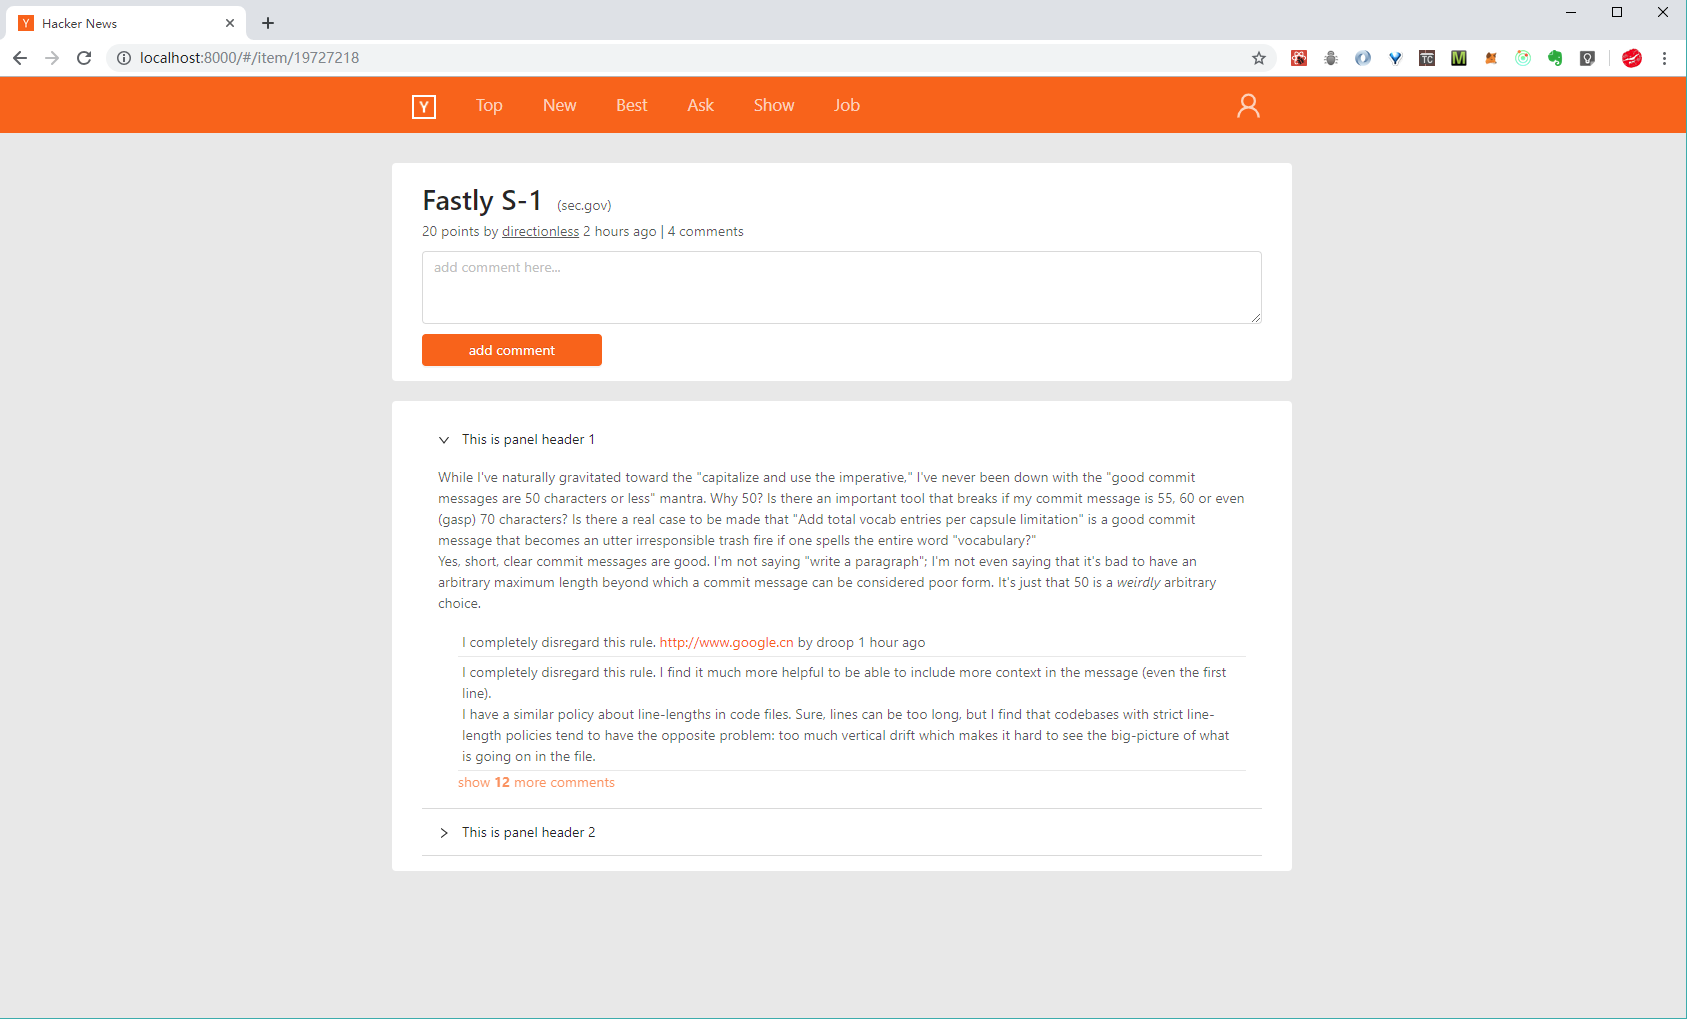 Hacker News
localhost:8000/#/item/19727218
Y Top New Best Ask Show Job
Fastly S-1 (sec.gov)
20 points by directionless 2 hours ago | 4 comments
add comment here...
add comment
This is panel header 1
While I've naturally gravitated toward the "capitalize and use the imperative," I've never been down with the "good commit
messages are 50 characters or less" mantra. Why 50? Is there an important tool that breaks if my commit message is 55, 60 or even
(gasp) 70 characters? Is there a real case to be made that "Add total vocab entries per capsule limitation" is a good commit
message that becomes an utter irresponsible trash fire if one spells the entire word "vocabulary?"
Yes, short, clear commit messages are good. I'm not saying "write a paragraph"; I'm not even saying that it's bad to have an
arbitrary maximum length beyond which a commit message can be considered poor form. It's just that 50 is a weirdly arbitrary
choice.
I completely disregard this rule. http://www.google.cn by droop 1 hour ago
I completely disregard this rule. I find it much more helpful to be able to include more context in the message (even the first
line).
I have a similar policy about line-lengths in code files. Sure, lines can be too long, but I find that codebases with strict line-
length policies tend to have the opposite problem: too much vertical drift which makes it hard to see the big-picture of what
is going on in the file.
show 12 more comments
This is panel header 2